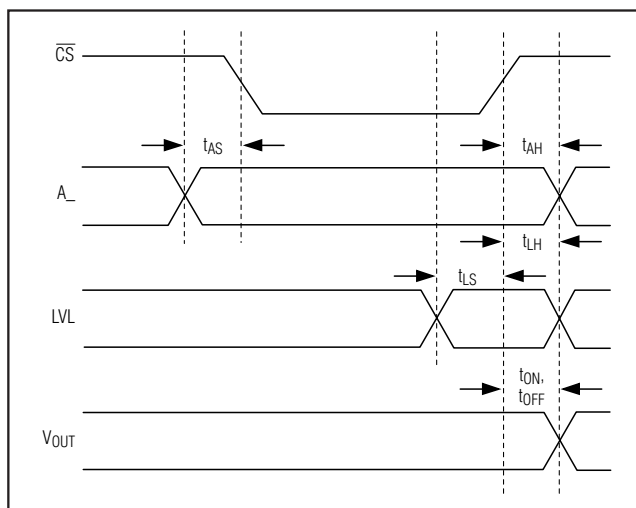 CS
tAS
tAH
A_
tLH
tLS
LVL
tON,
tOFF
VOUT